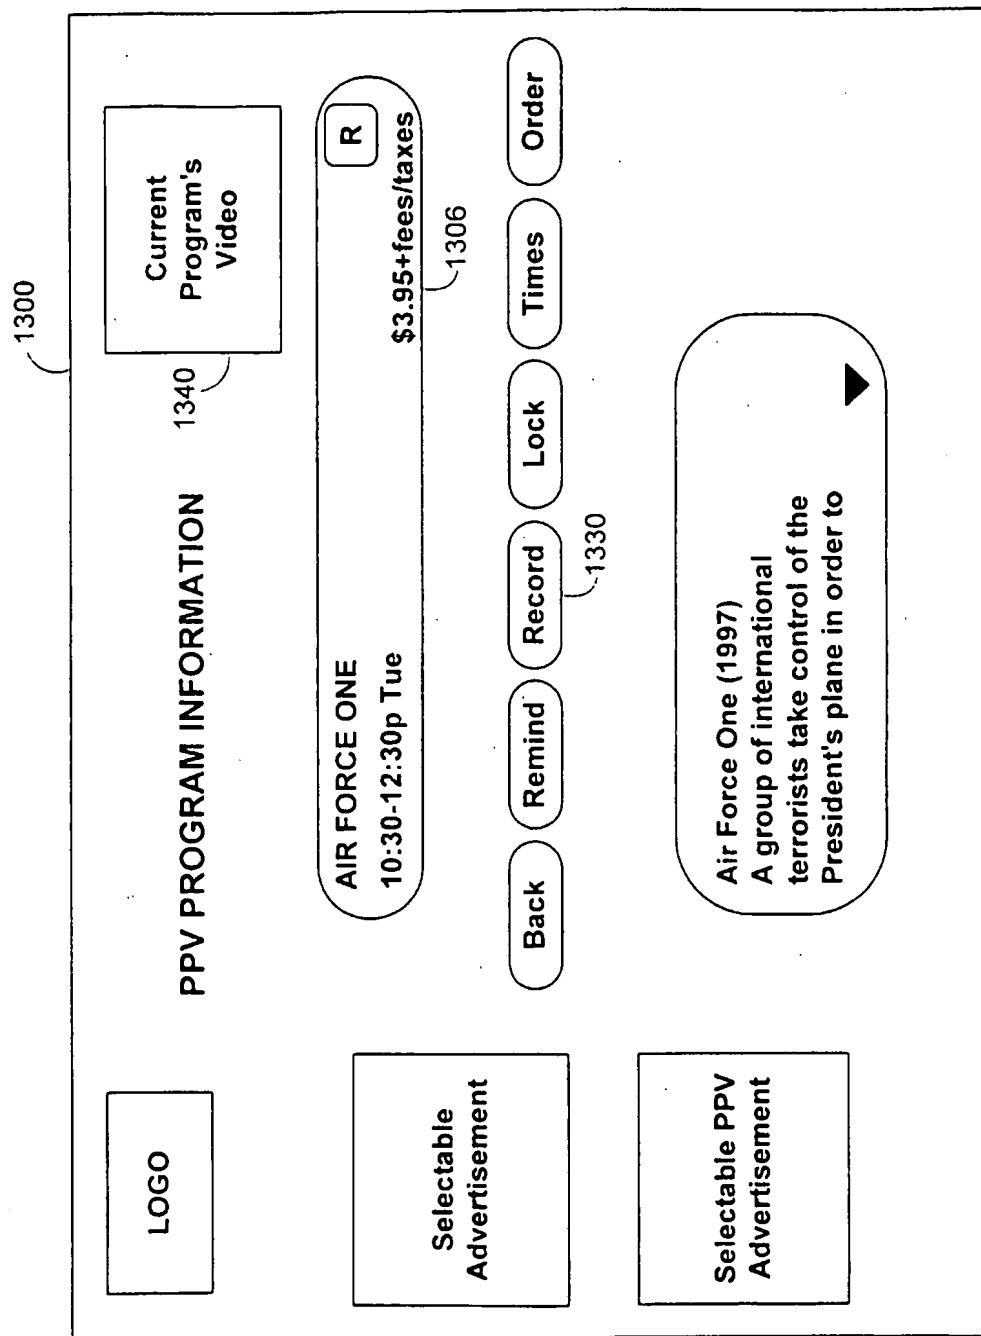 1300
LOGO
PPV PROGRAM INFORMATION
1340
Current
Program's
Video
AIR FORCE ONE
R
10:30-12:30p Tue
$3.95+fees/taxes
1306
Back
Remind
Record
Lock
Times
Order
1330
Selectable
Advertisement
Selectable PPV
Advertisement
Air Force One (1997)
A group of international
terrorists take control of the
President's plane in order to